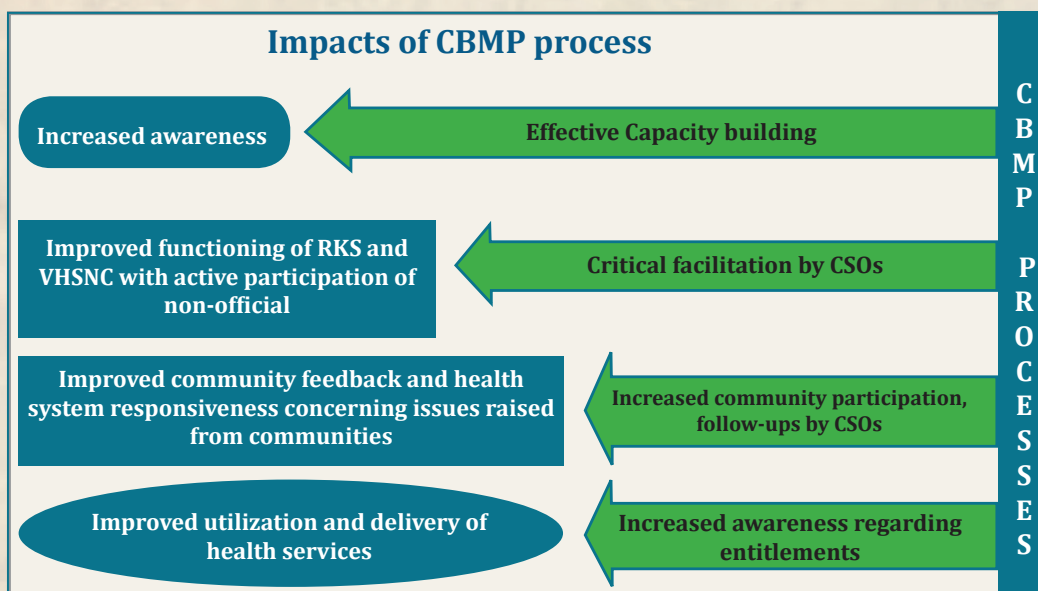 Impacts of CBMP process
Increased awareness
Effective Capacity building
Improved functioning of RKS and
VHSNC with active participation of
non-official
Critical facilitation by CSOs
Improved community feedback and health
system responsiveness concerning issues raised
from communities
Increased community participation,
follow-ups by CSOs
Improved utilization and delivery of
health services
Increased awareness regarding
entitlements
CBMP PROCESSES